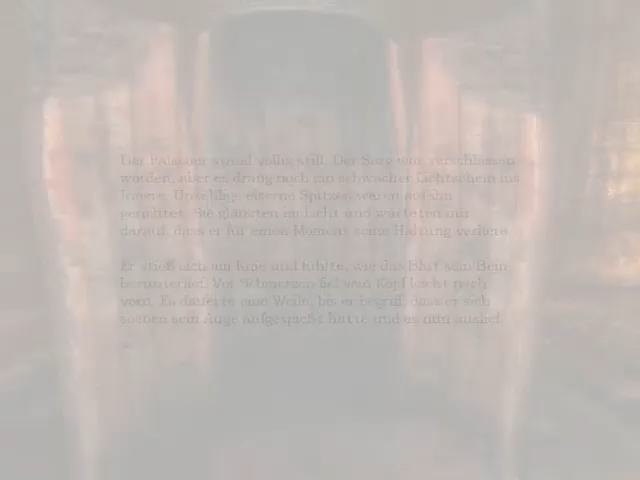 Der Paladin stand völlig still. Der Sarg war verschlossen
worden, aber es drang noch ein schwacher Lichtschein ins
Innere. Unzählige eiserne Spitzen waren auf ihn
gerichtet. Sie glänzten im Licht und warteten nur
darauf, dass er für einen Moment seine Haltung verliere.
Er stieß sich am Knie und fühlte, wie das Blut sein Bein
herunterlief. Vor Schmerzen fiel sein Kopf leicht nach
vorn. Es dauerte eine Weile, bis er begriff, dass er sich
soeben sein Auge aufgespießt hatte und es nun auslief.